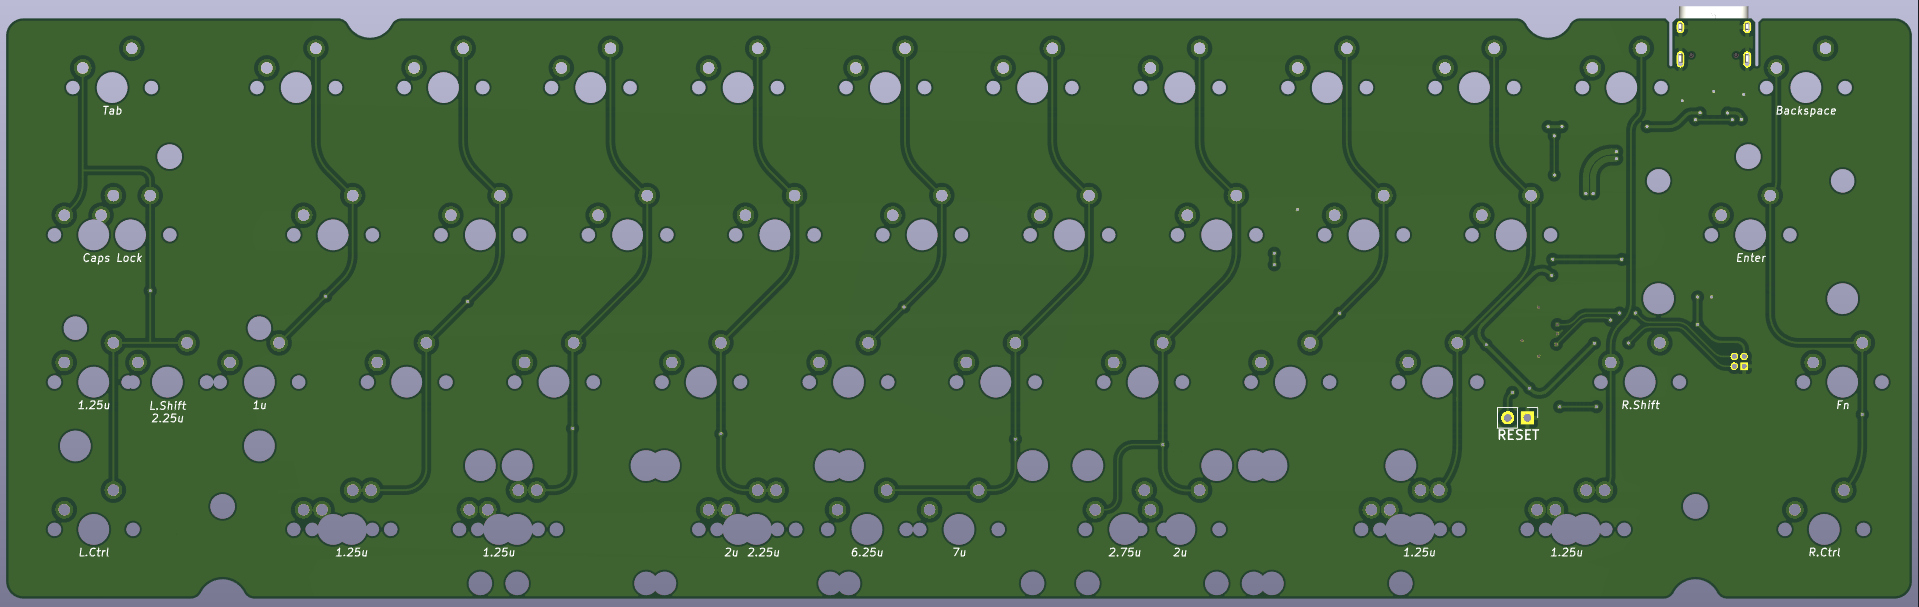 Tab
Backspace
Caps Lock
Enter
1.25u
L.Shift
2.25u
1u
R.Shift
Fn
RESET
L.Ctrl
1.25u
1.25u
2u 2.25u
6.25u
7u
2.75u
2u
1.25u
1.25u
R.Ctrl